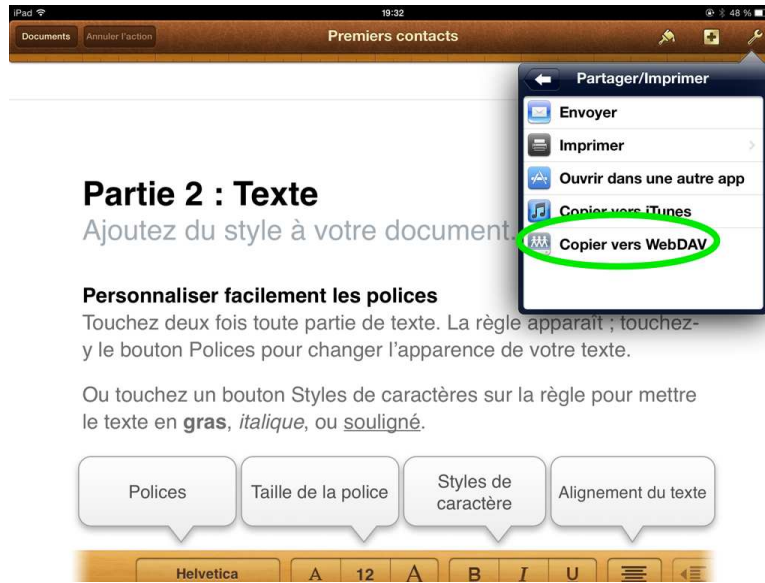 iPad 19:32 48 %
Documents Annuler l'action Premiers contacts
Partager/Imprimer
Envoyer
Imprimer
Ouvrir dans une autre app
Copier vers iTunes
Copier vers WebDAV
Partie 2 : Texte
Ajoutez du style à votre document.
Personnaliser facilement les polices
Touchez deux fois toute partie de texte. La règle apparaît ; touchez-
y le bouton Polices pour changer l'apparence de votre texte.
Ou touchez un bouton Styles de caractères sur la règle pour mettre
le texte en gras, italique, ou souligné.
Polices
Taille de la police
Styles de
caractère
Alignement du texte
Helvetica A 12 A B I U